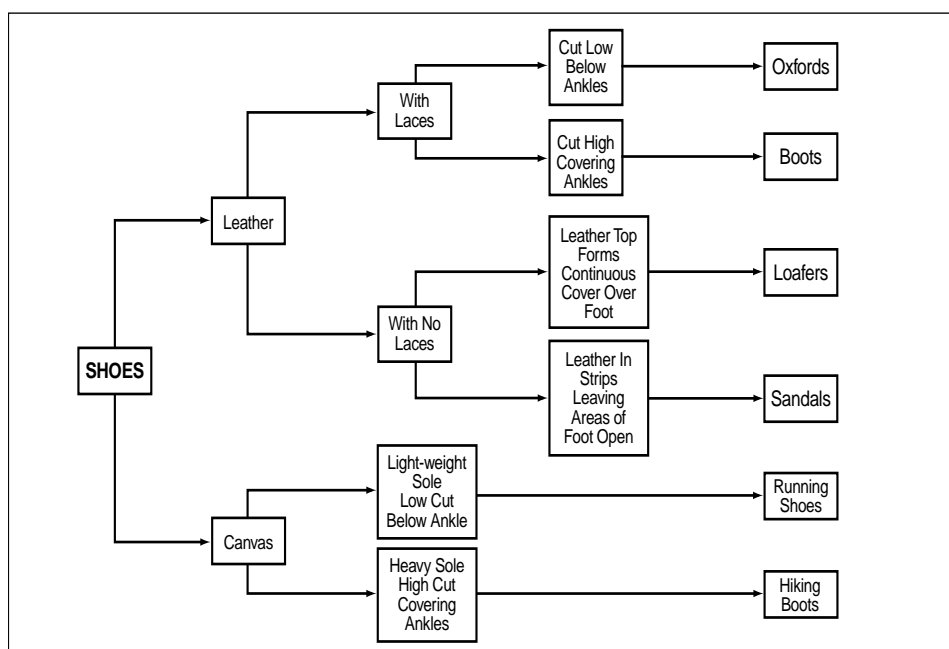 SHOES
Leather
With
Laces
Cut Low
Below
Ankles
Oxfords
Cut High
Covering
Ankles
Boots
With No
Laces
Leather Top
Forms
Continuous
Cover Over
Foot
Loafers
Leather In
Strips
Leaving
Areas of
Foot Open
Sandals
Canvas
Light-weight
Sole
Low Cut
Below Ankle
Running
Shoes
Heavy Sole
High Cut
Covering
Ankles
Hiking
Boots